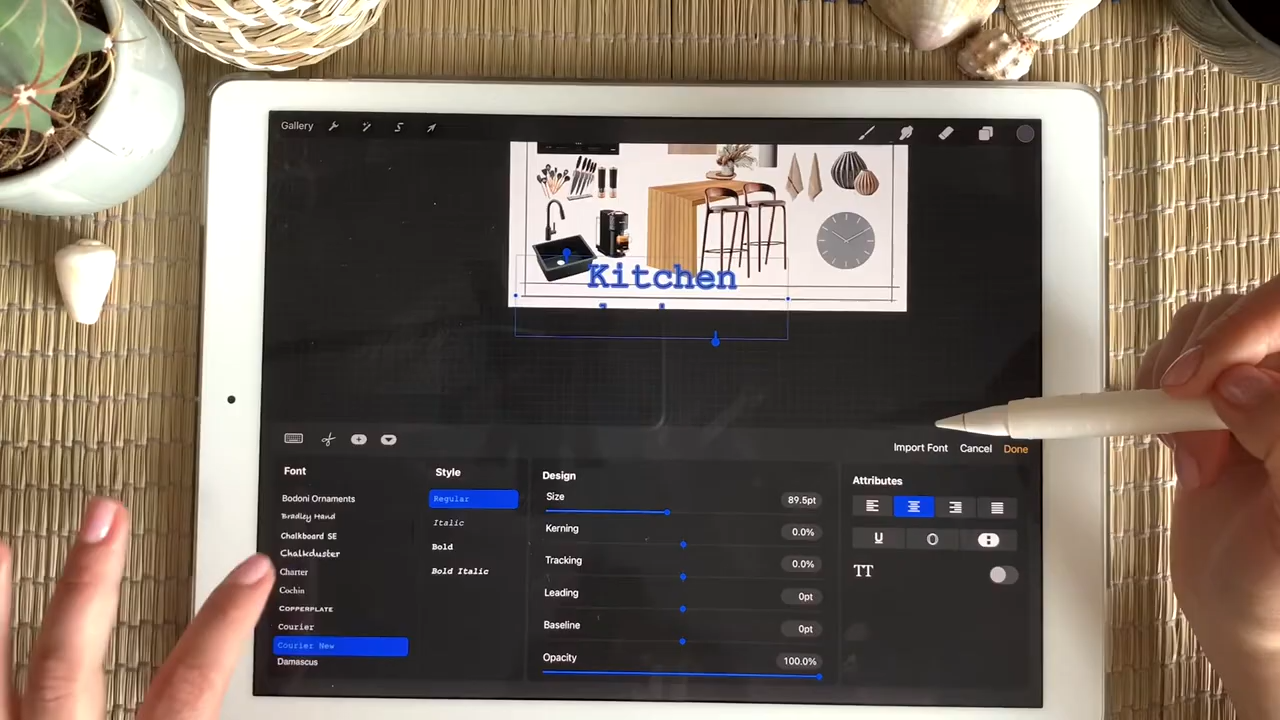 Gallery
Kitchen
Import Font
Cancel
Done
Font
Bodoni Ornaments
Bradley Hand
Chalkboard SE
Chalkduster
Charter
Cochin
COPPERPLATE
Courier
Courier New
Damascus
Style
Regular
Italic
Bold
Bold Italic
Design
Size 89.5pt
Kerning 0.0%
Tracking 0.0%
Leading 0pt
Baseline 0pt
Opacity 100.0%
Attributes
U O
TT